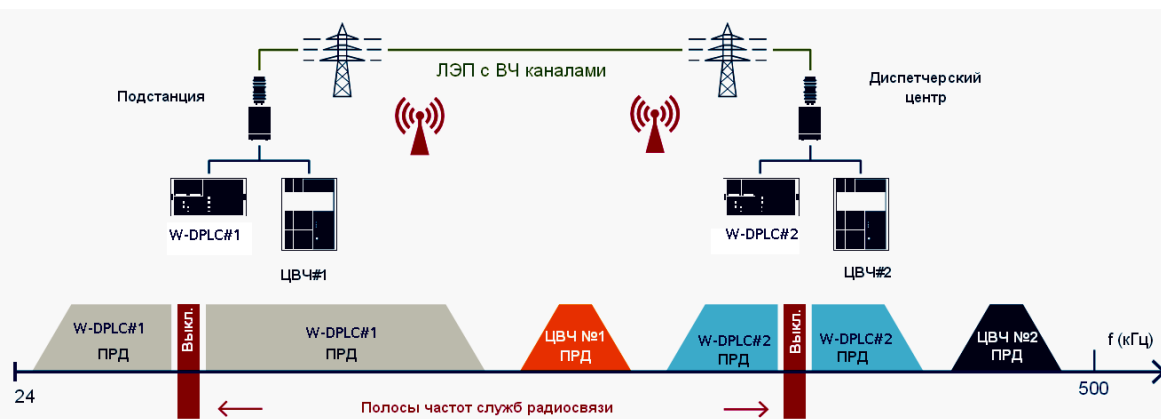 ЛЭП с ВЧ каналами
Подстанция
Диспетчерский
центр
W-DPLC#1
ЦВЧ#1
W-DPLC#2
ЦВЧ#2
W-DPLC#1
ПРД
Выкл.
W-DPLC#1
ПРД
ЦВЧ №1
ПРД
W-DPLC#2
ПРД
Выкл.
W-DPLC#2
ПРД
ЦВЧ №2
ПРД
f (кГц)
24
Полосы частот служб радиосвязи
500